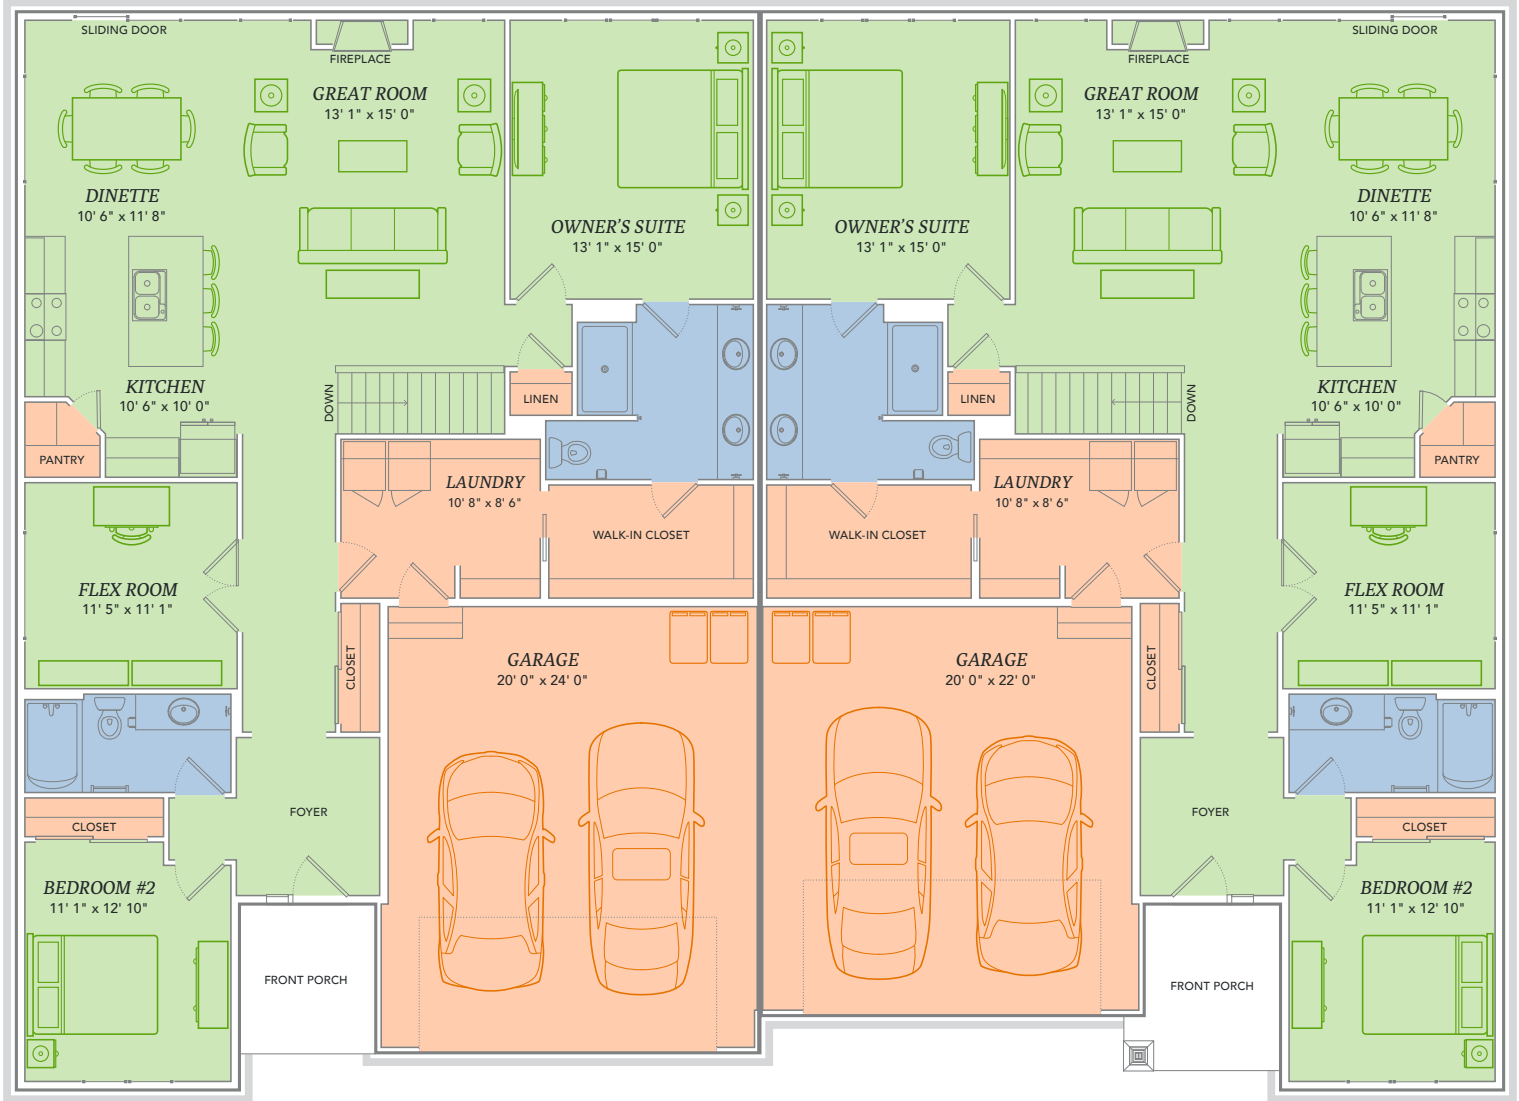 SLIDING DOOR
FIREPLACE
GREAT ROOM
13' 1" x 15' 0"
DINETTE
10' 6" x 11' 8"
OWNER'S SUITE
13' 1" x 15' 0"
KITCHEN
10' 6" x 10' 0"
DOWN
LINEN
PANTRY
LAUNDRY
10' 8" x 8' 6"
WALK-IN CLOSET
FLEX ROOM
11' 5" x 11' 1"
CLOSET
GARAGE
20' 0" x 24' 0"
FOYER
CLOSET
BEDROOM #2
11' 1" x 12' 10"
FRONT PORCH
SLIDING DOOR
FIREPLACE
GREAT ROOM
13' 1" x 15' 0"
DINETTE
10' 6" x 11' 8"
OWNER'S SUITE
13' 1" x 15' 0"
KITCHEN
10' 6" x 10' 0"
DOWN
LINEN
PANTRY
LAUNDRY
10' 8" x 8' 6"
WALK-IN CLOSET
FLEX ROOM
11' 5" x 11' 1"
CLOSET
GARAGE
20' 0" x 22' 0"
FOYER
CLOSET
BEDROOM #2
11' 1" x 12' 10"
FRONT PORCH